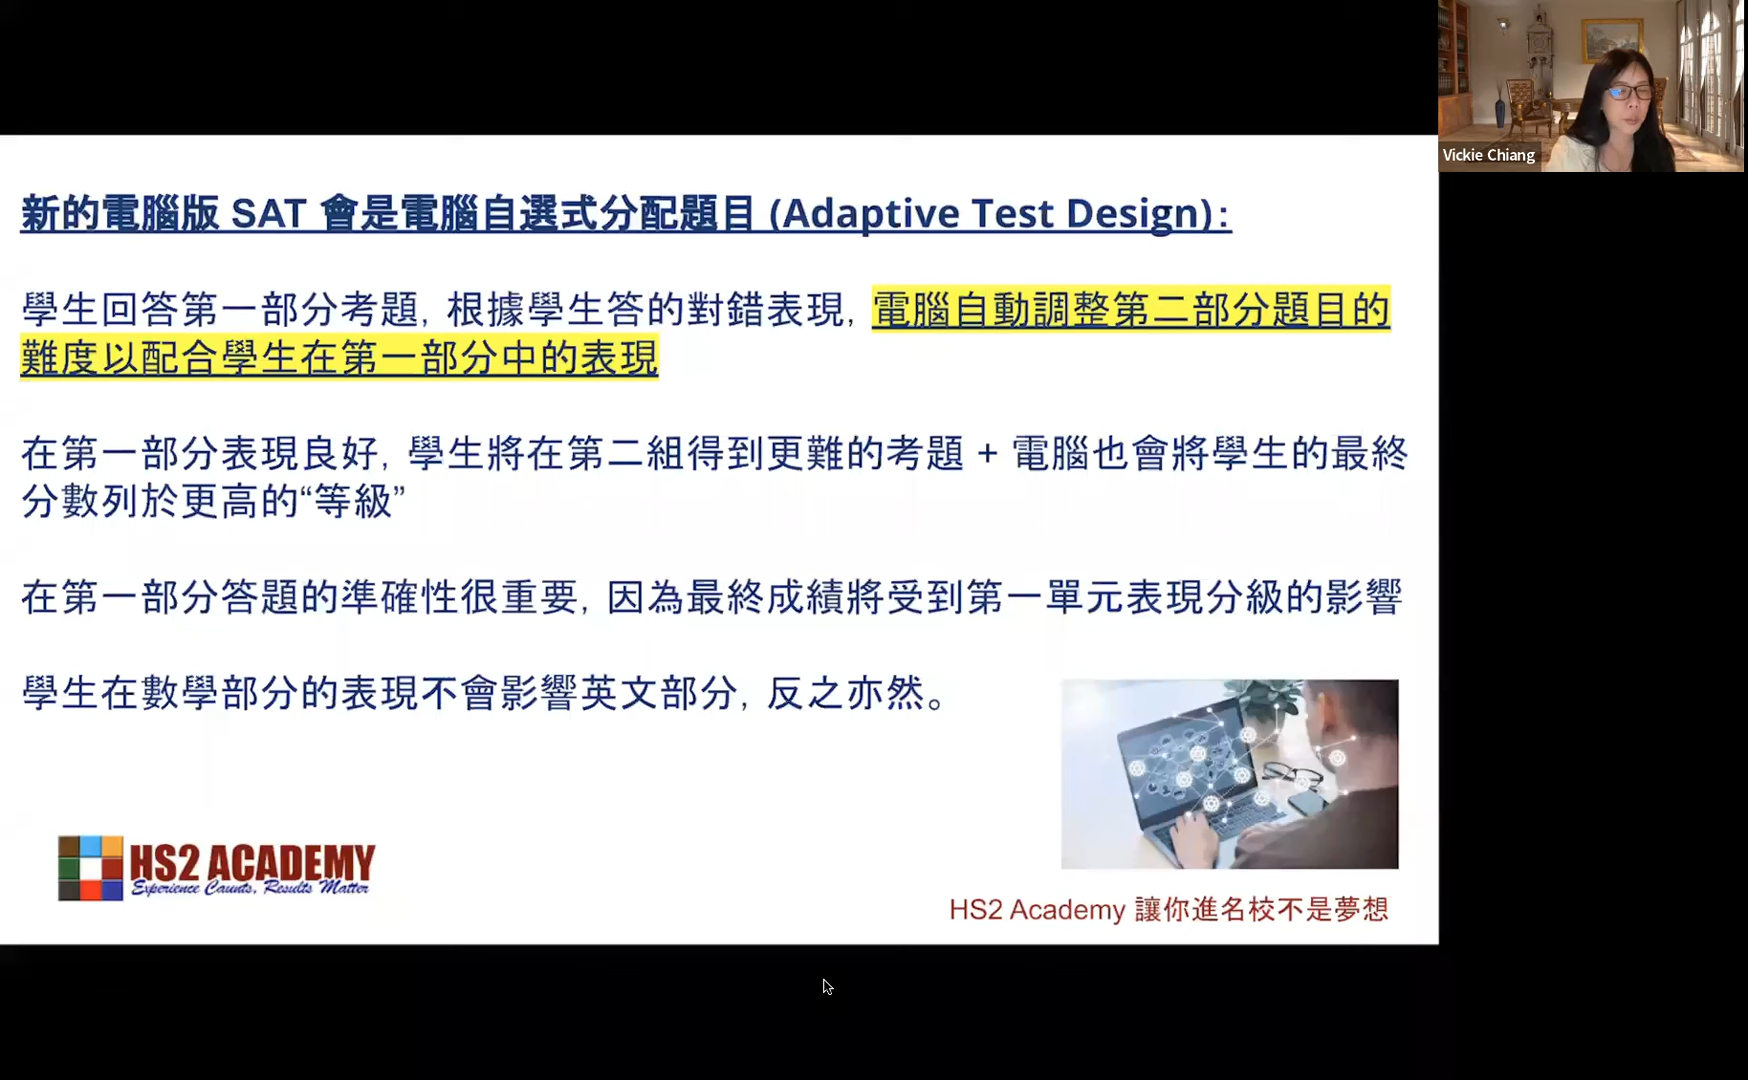 Vickie Chiang
新的電腦版 SAT 會是電腦自選式分配題目 (Adaptive Test Design):
學生回答第一部分考題, 根據學生答的對錯表現, 電腦自動調整第二部分題目的
難度以配合學生在第一部分中的表現
在第一部分表現良好, 學生將在第二組得到更難的考題 + 電腦也會將學生的最終
分數列於更高的“等級”
在第一部分答題的準確性很重要, 因為最終成績將受到第一單元表現分級的影響
學生在數學部分的表現不會影響英文部分, 反之亦然。
HS2 ACADEMY
Experience Counts, Results Matter
HS2 Academy 讓你進名校不是夢想